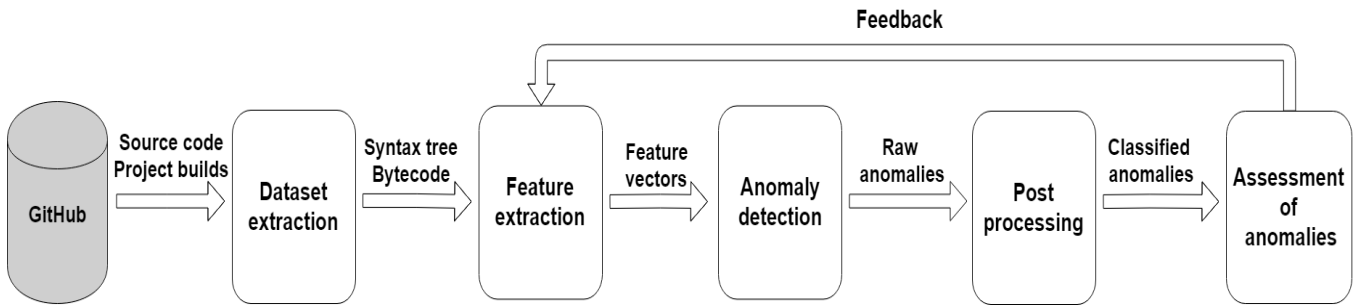 Feedback
Source code
Project builds
Syntax tree
Bytecode
Feature
vectors
Raw
anomalies
Classified
anomalies
GitHub
Dataset
extraction
Feature
extraction
Anomaly
detection
Post
processing
Assessment
of
anomalies